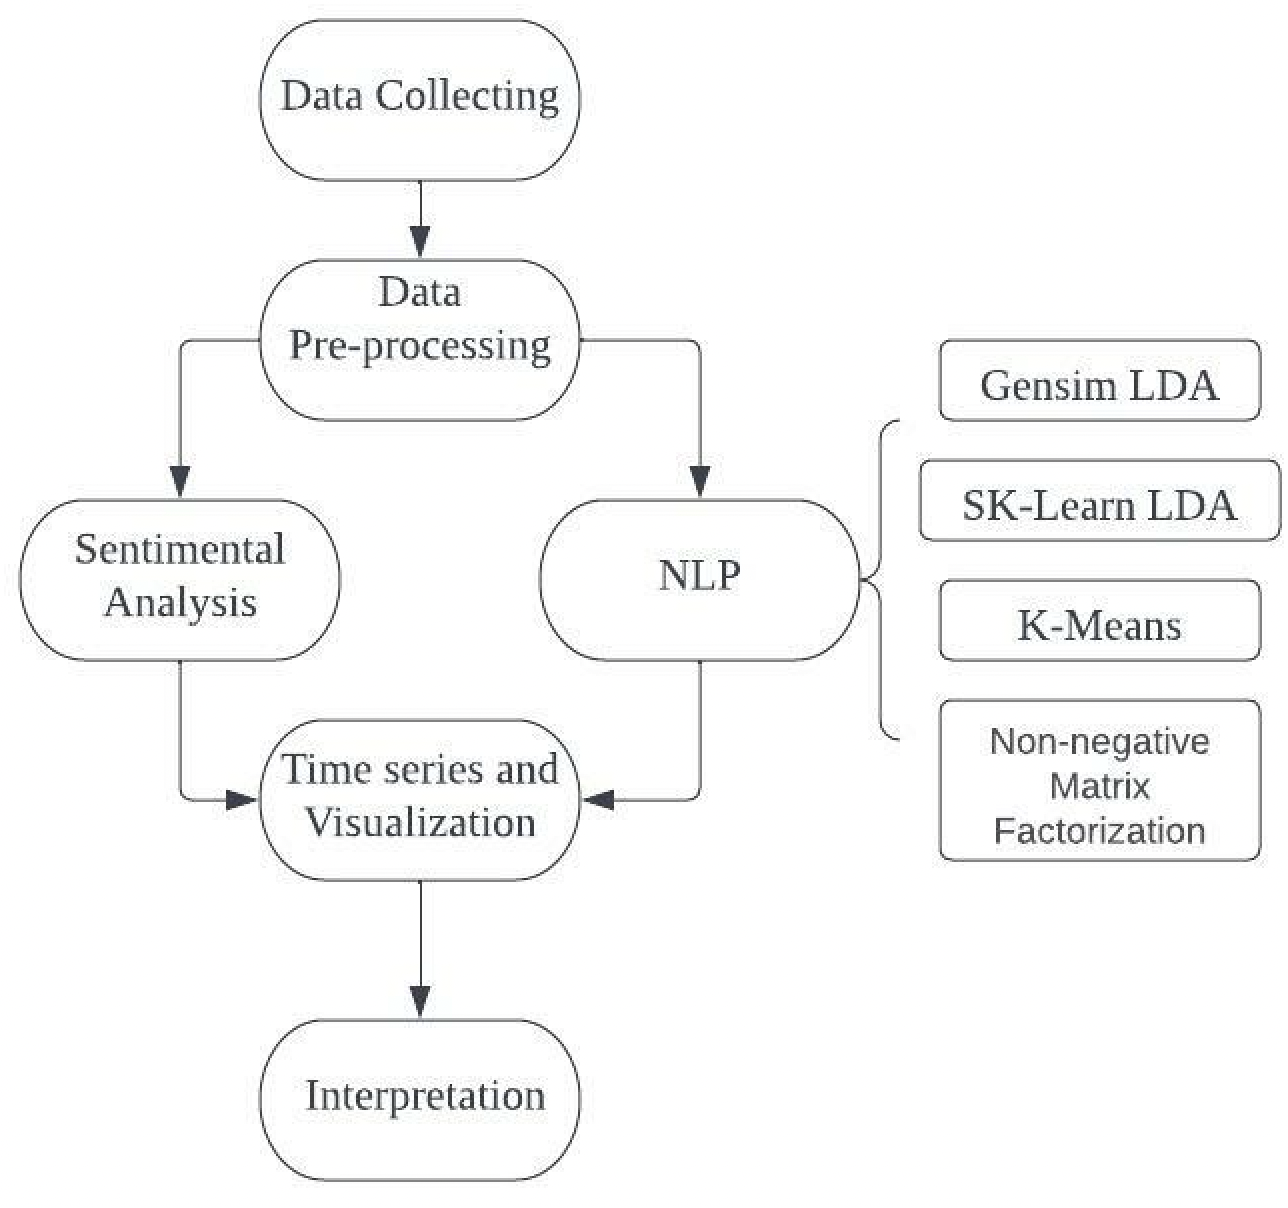 Data Collecting
Data
Pre-processing
Gensim LDA
SK-Learn LDA
Sentimental
Analysis
NLP
K-Means
Non-negative
Matrix
Factorization
Time series and
Visualization
Interpretation